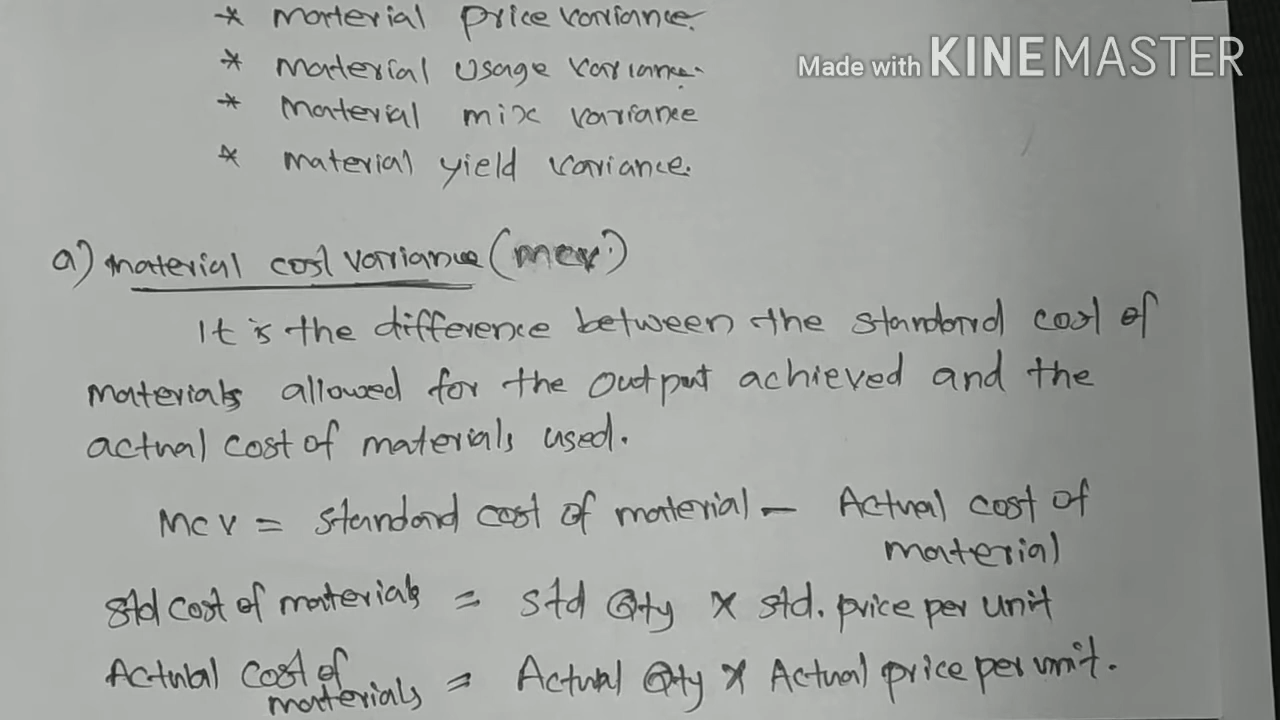 * Material price variance.
Made with KINEMASTER
* Material usage variance.
* Material mix variance
* Material yield variance.
a) Material cost variance (mcv.)
It is the difference between the standard cost of
materials allowed for the output achieved and the
actual cost of materials used.
MCV = standard cost of material - Actual cost of
material
Std cost of materials = std Qty x std. price per unit
Actual cost of
materials = Actual Qty x Actual price per unit.